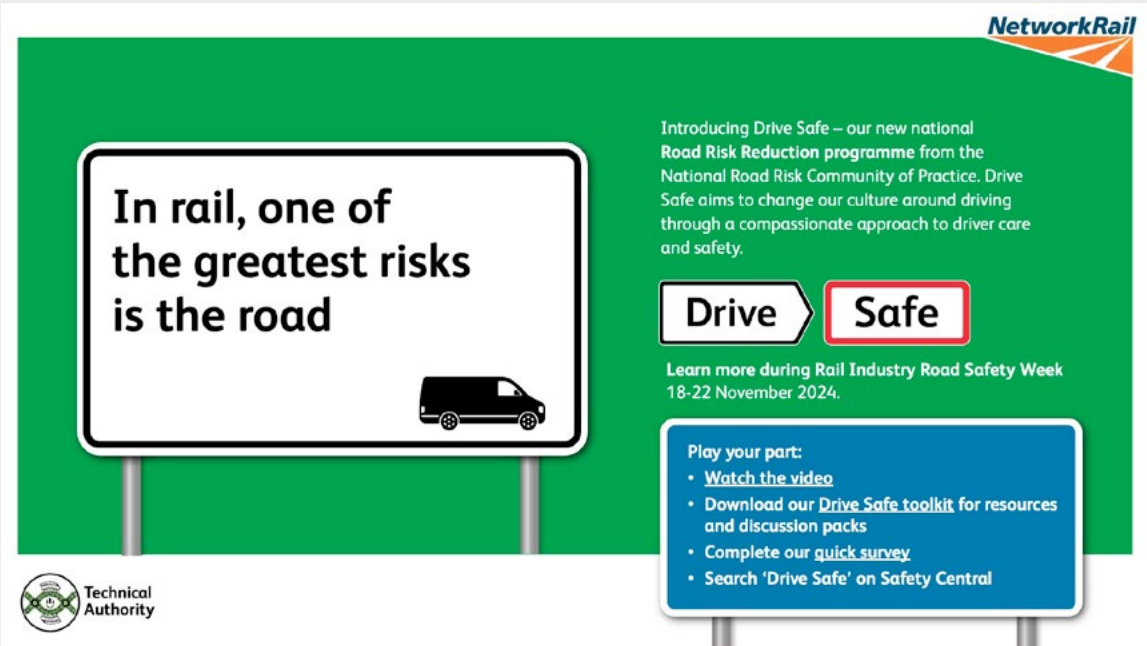 NetworkRail
In rail, one of
the greatest risks
is the road
Introducing Drive Safe – our new national
Road Risk Reduction programme from the
National Road Risk Community of Practice. Drive
Safe aims to change our culture around driving
through a compassionate approach to driver care
and safety.
Drive Safe
Learn more during Rail Industry Road Safety Week
18-22 November 2024.
Play your part:
• Watch the video
• Download our Drive Safe toolkit for resources
and discussion packs
• Complete our quick survey
• Search ‘Drive Safe’ on Safety Central
Technical
Authority